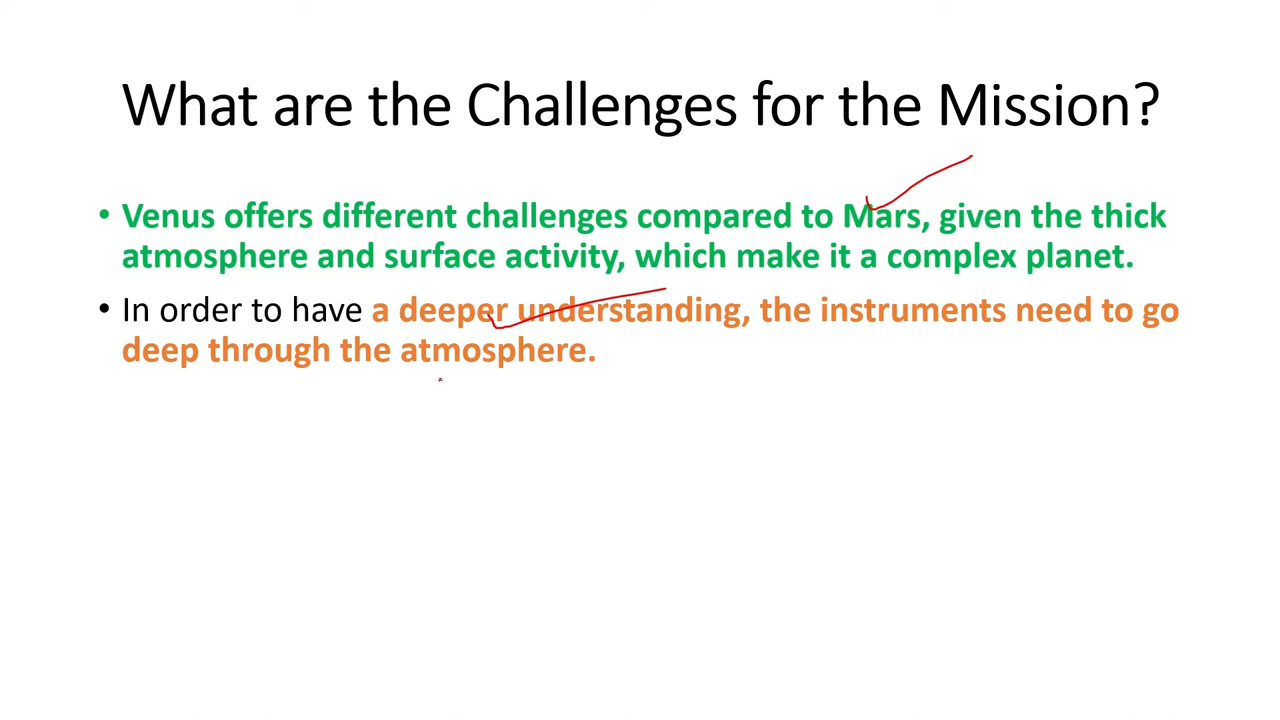 What are the Challenges for the Mission?
• Venus offers different challenges compared to Mars, given the thick
atmosphere and surface activity, which make it a complex planet.
• In order to have a deeper understanding, the instruments need to go
deep through the atmosphere.